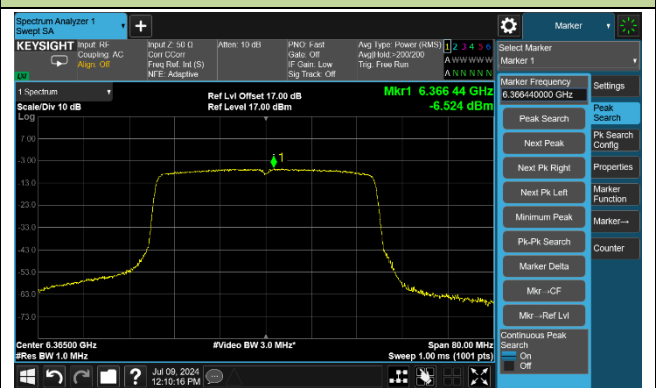 Spectrum Analyzer 1
Swept SA
Marker
KEYSIGHT
Input: RF
Coupling: AC
Align: Off
Input Z: 50 Ω
Corr CCorr
Freq Ref: Int (S)
NFE: Adaptive
Atten: 10 dB
PNO: Fast
Gate: Off
IF Gain: Low
Sig Track: Off
Avg Type: Power (RMS)
Avg|Hold:>200/200
Trig: Free Run
1 2 3 4 5 6
A W W W W W
A N N N N N
LU
Select Marker
Marker 1
1 Spectrum
Scale/Div 10 dB
Log
Ref Lvl Offset 17.00 dB
Ref Level 17.00 dBm
Mkr1 6.366 44 GHz
-6.524 dBm
1
7.00
-3.00
-13.0
-23.0
-33.0
-43.0
-53.0
-63.0
-73.0
Center 6.36500 GHz
#Res BW 1.0 MHz
#Video BW 3.0 MHz*
Span 80.00 MHz
Sweep 1.00 ms (1001 pts)
Marker Frequency
6.366440000 GHz
Peak Search
Next Peak
Next Pk Right
Next Pk Left
Minimum Peak
Pk-Pk Search
Marker Delta
Mkr→CF
Mkr→Ref Lvl
Continuous Peak
Search
On
Off
Settings
Peak
Search
Pk Search
Config
Properties
Marker
Function
Marker→
Counter
Jul 09, 2024
12:10:16 PM